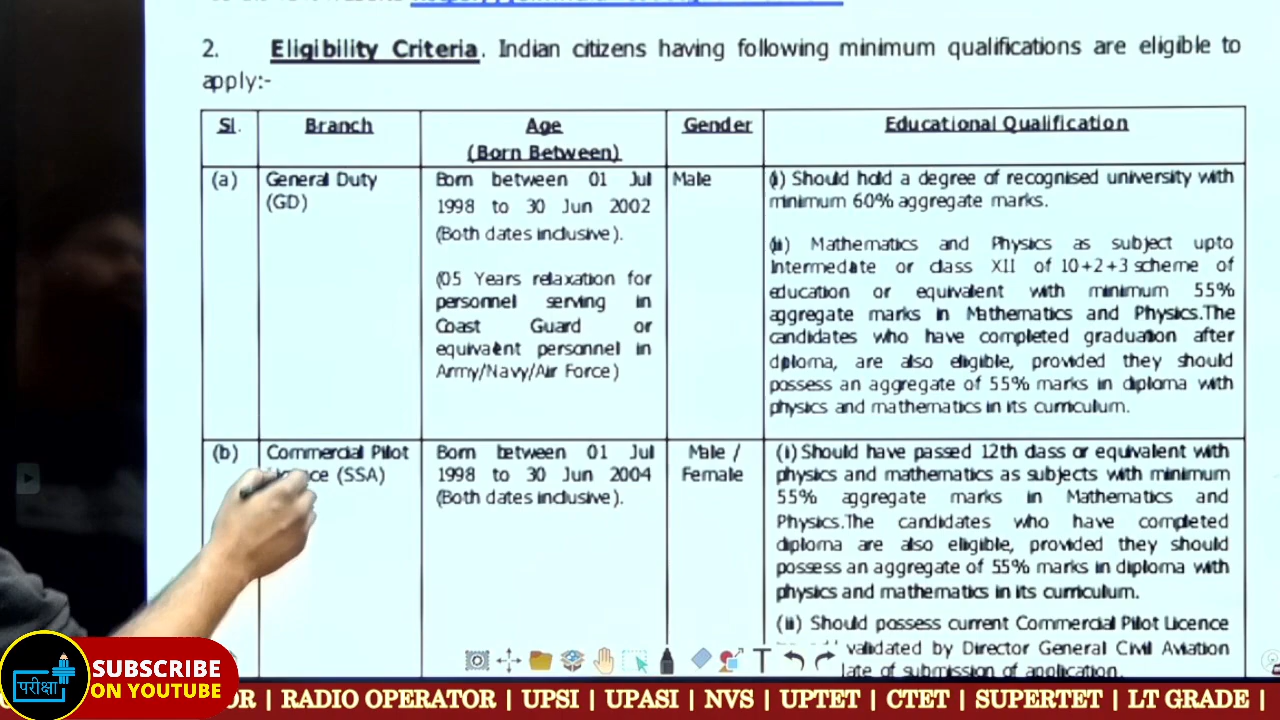 2. Eligibility Criteria. Indian citizens having following minimum qualifications are eligible to
apply:-
Sl. Branch Age Gender Educational Qualification
(Born Between)
(a) General Duty
(GD)
Born between 01 Jul
1998 to 30 Jun 2002
(Both dates inclusive).
(05 Years relaxation for
personnel serving in
Coast Guard or
equivalent personnel in
Army/Navy/Air Force)
Male
(i) Should hold a degree of recognised university with
minimum 60% aggregate marks.
(ii) Mathematics and Physics as subject upto
Intermediate or class XII of 10+2+3 scheme of
education or equivalent with minimum 55%
aggregate marks in Mathematics and Physics.The
candidates who have completed graduation after
diploma, are also eligible, provided they should
possess an aggregate of 55% marks in diploma with
physics and mathematics in its curriculum.
(b) Commercial Pilot
(SSA)
Born between 01 Jul
1998 to 30 Jun 2004
(Both dates inclusive).
Male /
Female
(i) Should have passed 12th class or equivalent with
physics and mathematics as subjects with minimum
55% aggregate marks in Mathematics and
Physics.The candidates who have completed
diploma are also eligible, provided they should
possess an aggregate of 55% marks in diploma with
physics and mathematics in its curriculum.
(ii) Should possess current Commercial Pilot Licence
validated by Director General Civil Aviation
of submission of application.
परीक्षा
SUBSCRIBE
ON YOUTUBE
| RADIO OPERATOR | UPSI | UPASI | NVS | UPTET | CTET | SUPERTET | LT GRADE |